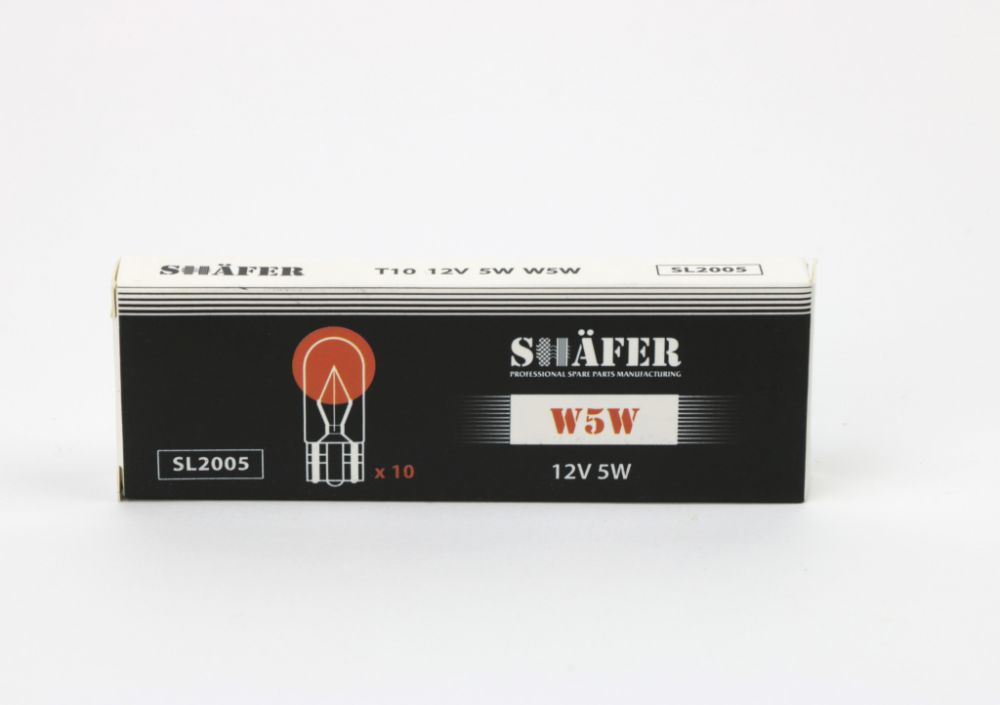 SHÄFER T10 12V 5W W5W SL2005
SHÄFER
PROFESSIONAL SPARE PARTS MANUFACTURING
W5W
SL2005
x 10
12V 5W